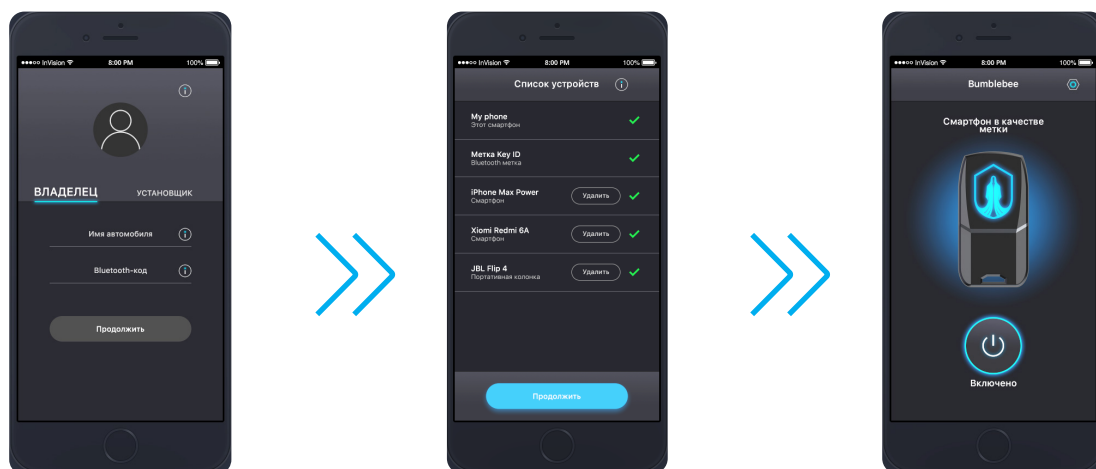 InVision
8:00 PM
100%
ВЛАДЕЛЕЦ
УСТАНОВЩИК
Имя автомобиля
Bluetooth-код
Продолжить
InVision
8:00 PM
100%
Список устройств
My phone
Этот смартфон
Метка Key ID
Bluetooth метка
iPhone Max Power
Смартфон
Удалить
Xiomi Redmi 6A
Смартфон
Удалить
JBL Flip 4
Портативная колонка
Удалить
Продолжить
InVision
8:00 PM
100%
Bumblebee
Смартфон в качестве
метки
Включено